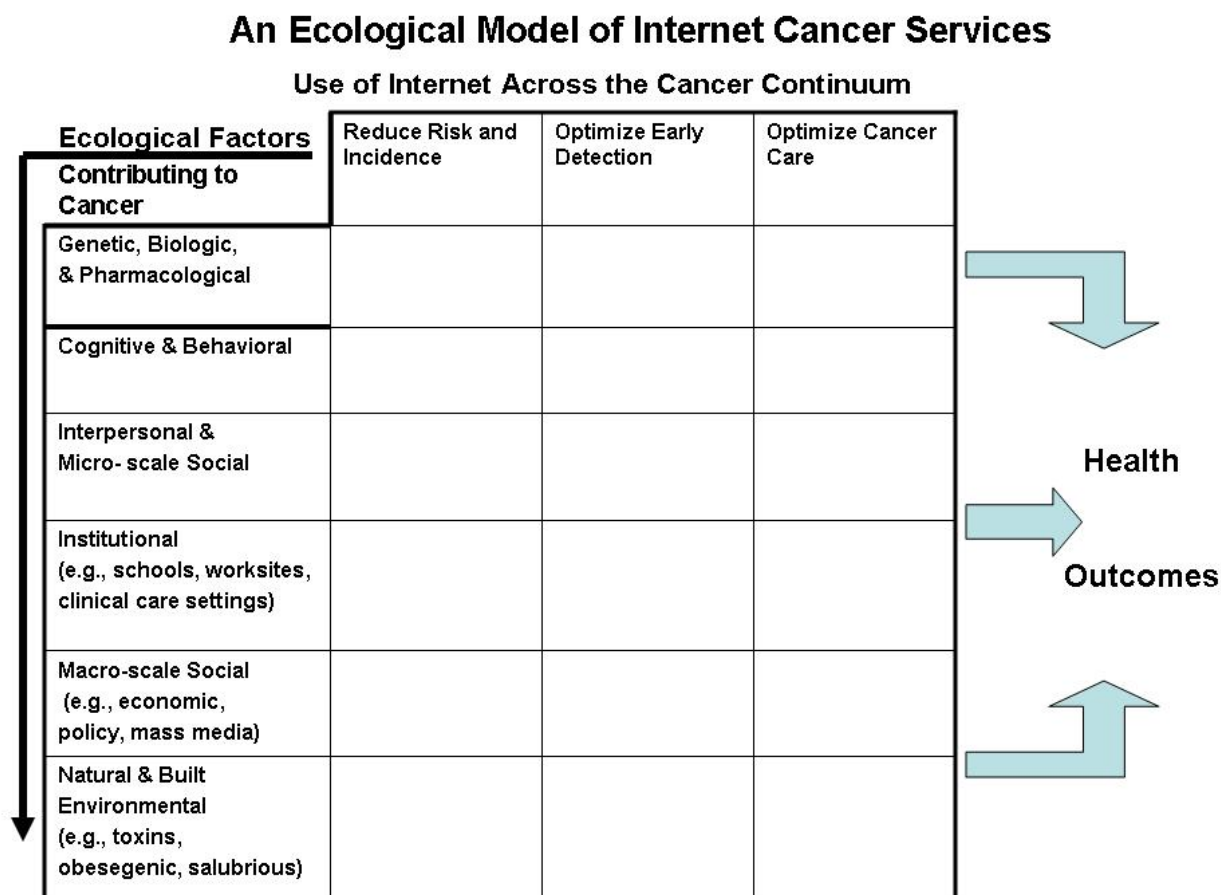 An Ecological Model of Internet Cancer Services
Use of Internet Across the Cancer Continuum
Ecological Factors
Contributing to
Cancer
Reduce Risk and
Incidence
Optimize Early
Detection
Optimize Cancer
Care
Genetic, Biologic,
& Pharmacological
Cognitive & Behavioral
Interpersonal &
Micro- scale Social
Institutional
(e.g., schools, worksites,
clinical care settings)
Macro-scale Social
(e.g., economic,
policy, mass media)
Natural & Built
Environmental
(e.g., toxins,
obesegenic, salubrious)
Health
Outcomes